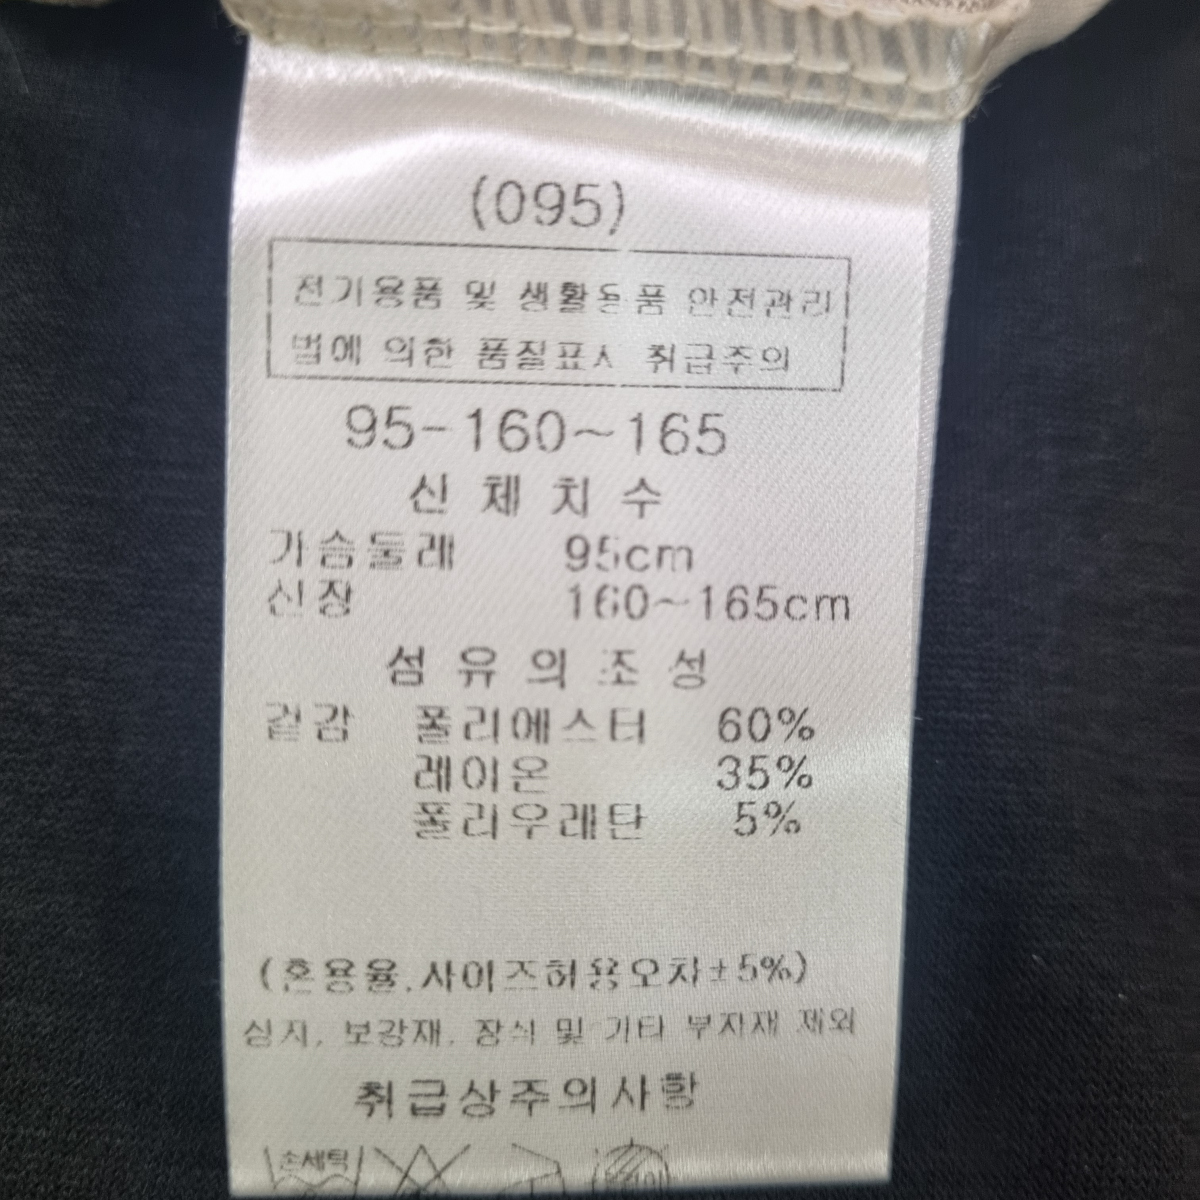 (095)
전기용품 및 생활용품 안전관리
법에 의한 품질표시 취급주의
95-160~165
신체치수
가슴둘레 95cm
신장 160~165cm
섬유의조성
겉감 폴리에스터 60%
레이온 35%
폴리우레탄 5%
(혼용율.사이즈허용오차±5%)
심지, 보강재, 장식 및 기타 부자재 제외
취급상주의사항
손세탁